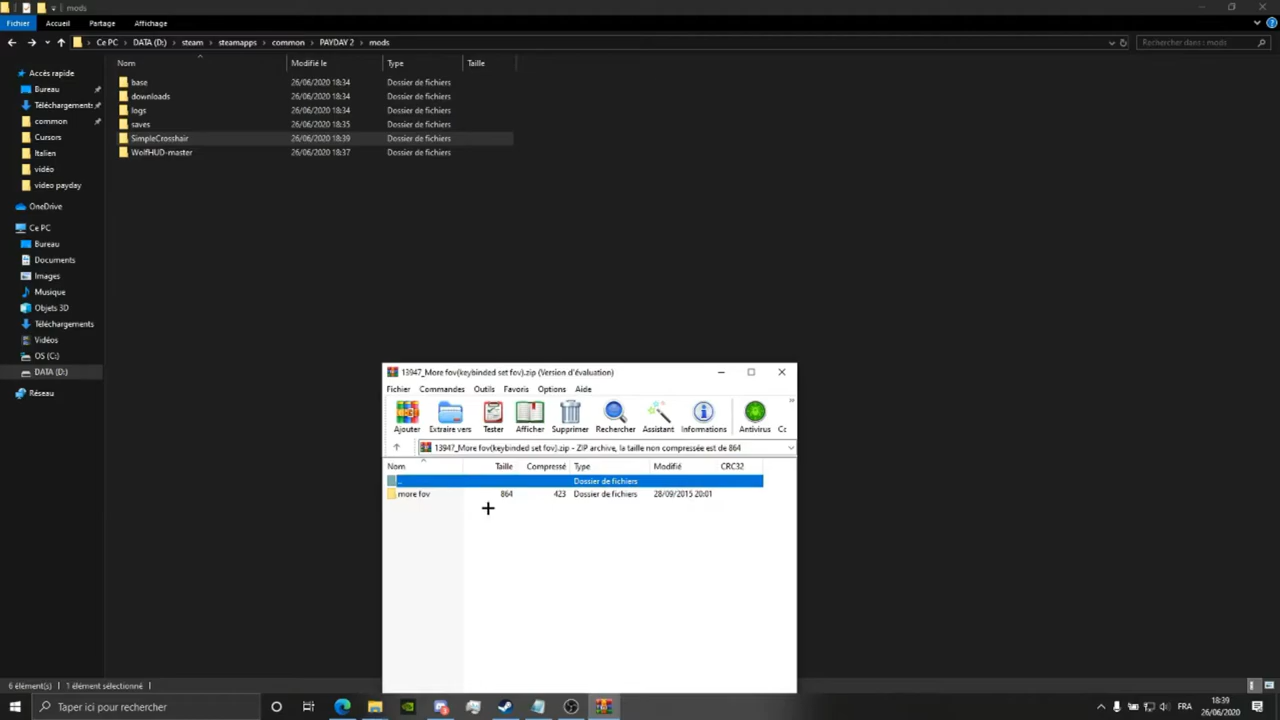 mods
Fichier Accueil Partage Affichage
Ce PC DATA (D:) steam steamapps common PAYDAY 2 mods
Rechercher dans : mods
Nom Modifié le Type Taille
Accès rapide
Bureau
Téléchargements
common
Cursors
Italien
vidéo
video payday
OneDrive
Ce PC
Bureau
Documents
Images
Musique
Objets 3D
Téléchargements
Vidéos
OS (C:)
DATA (D:)
Réseau
base 26/06/2020 18:34 Dossier de fichiers
downloads 26/06/2020 18:34 Dossier de fichiers
logs 26/06/2020 18:34 Dossier de fichiers
saves 26/06/2020 18:35 Dossier de fichiers
SimpleCrosshair 26/06/2020 18:39 Dossier de fichiers
WolfHUD-master 26/06/2020 18:37 Dossier de fichiers
13947_More fov(keybinded set fov).zip (Version d'évaluation)
Fichier Commandes Outils Favoris Options Aide
Ajouter Extraire vers Tester Afficher Supprimer Rechercher Assistant Informations Antivirus Cc
13947_More fov(keybinded set fov).zip - ZIP archive, la taille non compressée est de 864
Nom Taille Compressé Type Modifié CRC32
.. Dossier de fichiers
more fov 864 423 Dossier de fichiers 28/09/2015 20:01
6 élément(s) 1 élément sélectionné
Taper ici pour rechercher
FRA
18:39
26/06/2020